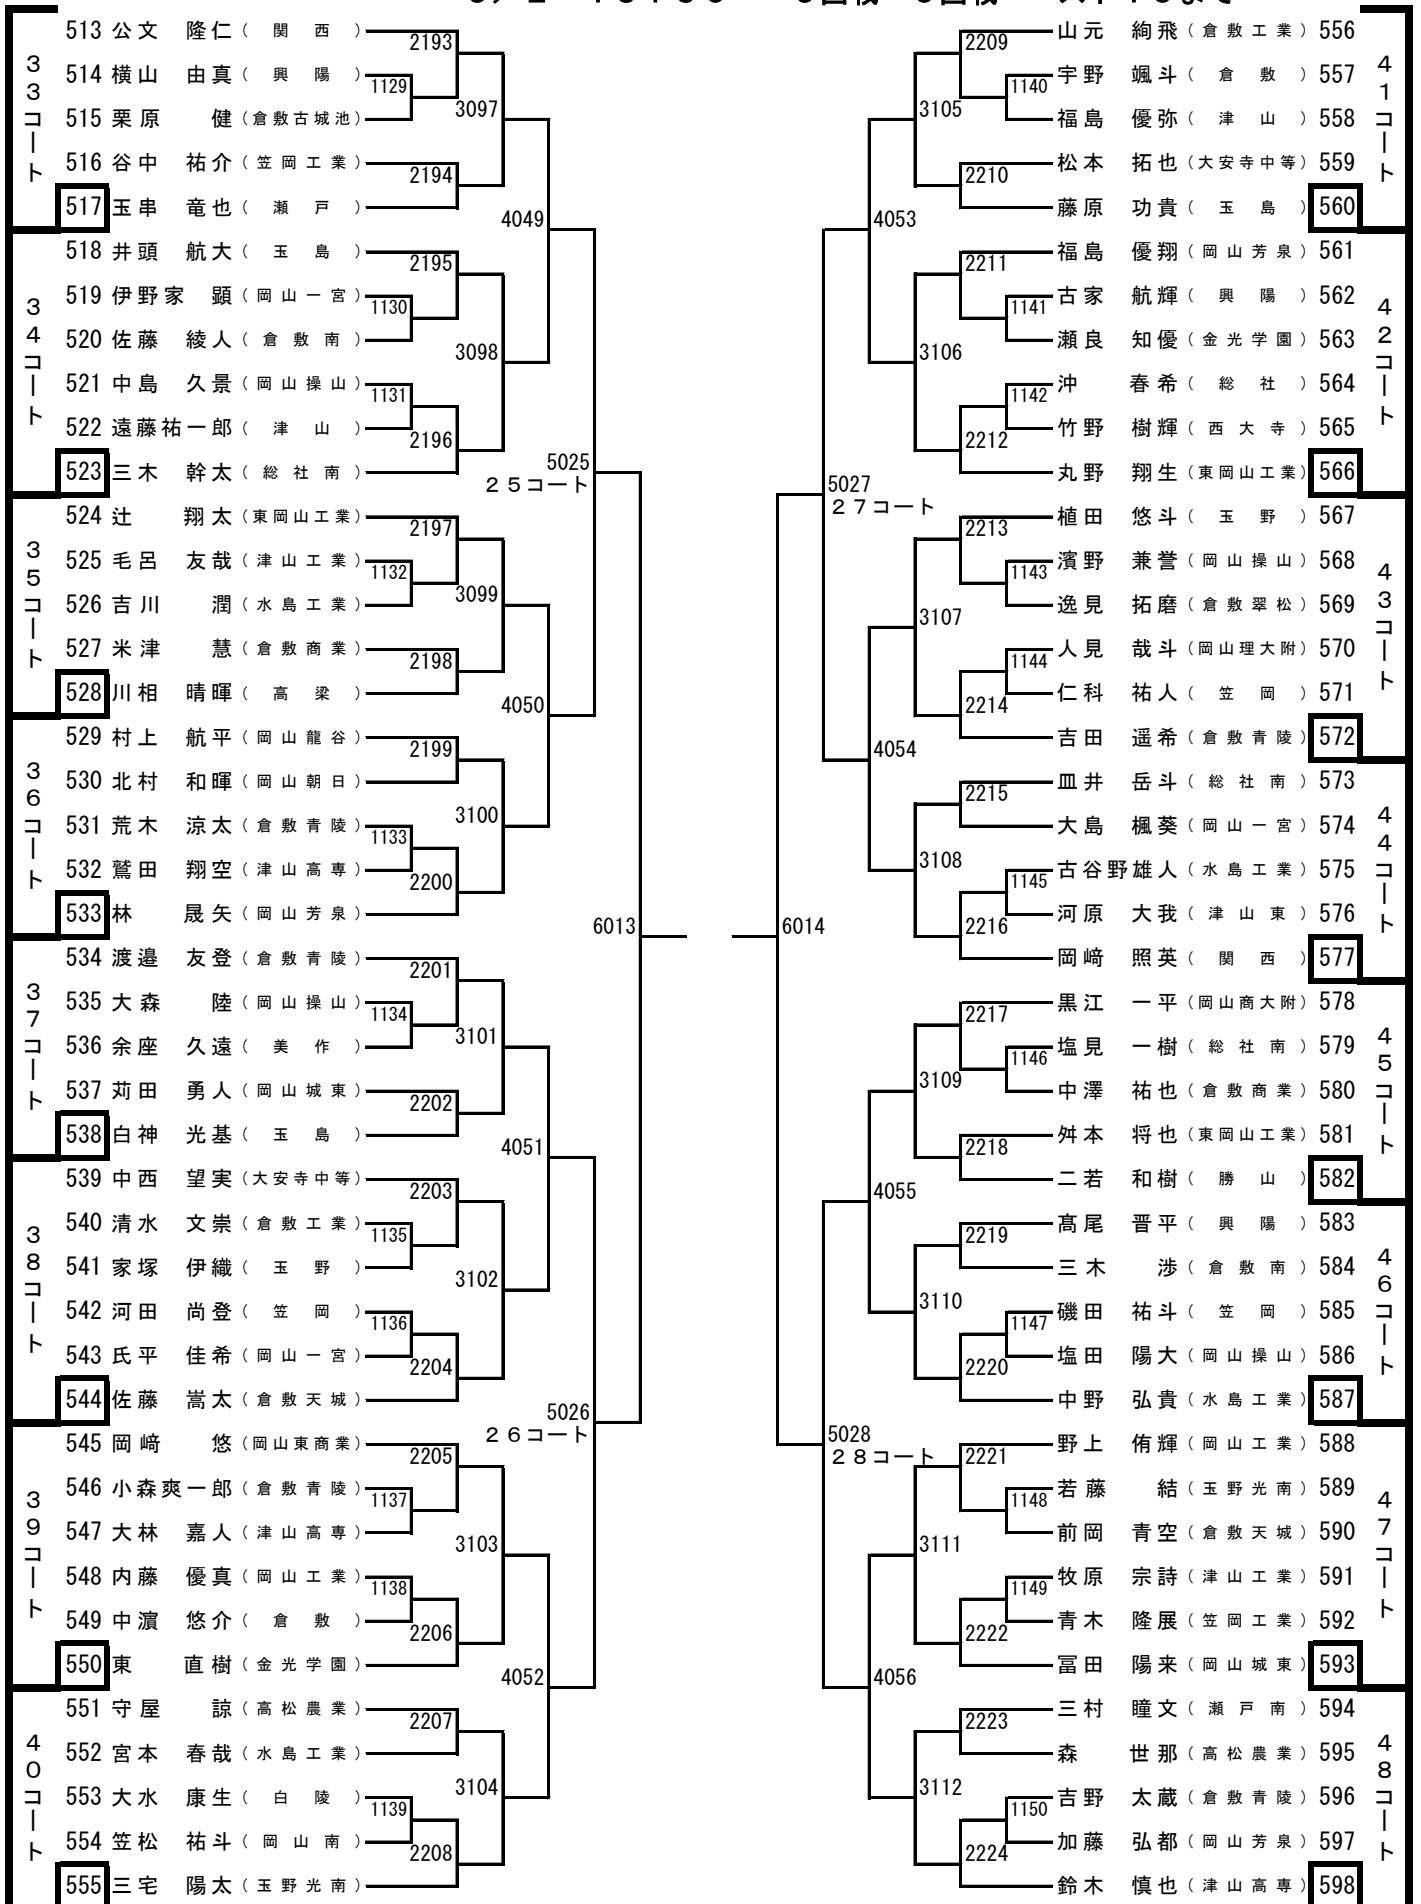 513 公文 隆仁 (関西)
514 横山 由真 (興陽)
515 栗原 健 (倉敷古城池)
516 谷中 祐介 (笠岡工業)
517 玉串 竜也 (瀬戸)
33コート
2193
1129
3097
2194
4049
518 井頭 航大 (玉島)
519 伊野家 顕 (岡山一宮)
520 佐藤 綾人 (倉敷南)
521 中島 久景 (岡山操山)
522 遠藤祐一郎 (津山)
523 三木 幹太 (総社南)
34コート
2195
1130
3098
1131
2196
5025
25コート
524 辻 翔太 (東岡山工業)
525 毛呂 友哉 (津山工業)
526 吉川 潤 (水島工業)
527 米津 慧 (倉敷商業)
528 川相 晴暉 (高梁)
35コート
2197
1132
3099
2198
4050
529 村上 航平 (岡山龍谷)
530 北村 和暉 (岡山朝日)
531 荒木 涼太 (倉敷青陵)
532 鷲田 翔空 (津山高専)
533 林 晟矢 (岡山芳泉)
36コート
2199
3100
1133
2200
6013
534 渡邉 友登 (倉敷青陵)
535 大森 陸 (岡山操山)
536 余座 久遠 (美作)
537 苅田 勇人 (岡山城東)
538 白神 光基 (玉島)
37コート
2201
1134
3101
2202
4051
539 中西 望実 (大安寺中等)
540 清水 文崇 (倉敷工業)
541 家塚 伊織 (玉野)
542 河田 尚登 (笠岡)
543 氏平 佳希 (岡山一宮)
544 佐藤 嵩太 (倉敷天城)
38コート
2203
1135
3102
1136
2204
5026
26コート
545 岡﨑 悠 (岡山東商業)
546 小森爽一郎 (倉敷青陵)
547 大林 嘉人 (津山高専)
548 内藤 優真 (岡山工業)
549 中濵 悠介 (倉敷)
550 東 直樹 (金光学園)
39コート
2205
1137
3103
1138
2206
4052
551 守屋 諒 (高松農業)
552 宮本 春哉 (水島工業)
553 大水 康生 (白陵)
554 笠松 祐斗 (岡山南)
555 三宅 陽太 (玉野光南)
40コート
2207
3104
1139
2208
山元 絢飛 (倉敷工業) 556
宇野 颯斗 (倉敷) 557
福島 優弥 (津山) 558
松本 拓也 (大安寺中等) 559
藤原 功貴 (玉島) 560
41コート
2209
1140
3105
2210
4053
福島 優翔 (岡山芳泉) 561
古家 航輝 (興陽) 562
瀬良 知優 (金光学園) 563
沖 春希 (総社) 564
竹野 樹輝 (西大寺) 565
丸野 翔生 (東岡山工業) 566
42コート
2211
1141
3106
1142
2212
5027
27コート
植田 悠斗 (玉野) 567
濱野 兼誉 (岡山操山) 568
逸見 拓磨 (倉敷翠松) 569
人見 哉斗 (岡山理大附) 570
仁科 祐人 (笠岡) 571
吉田 遥希 (倉敷青陵) 572
43コート
2213
1143
3107
1144
2214
4054
皿井 岳斗 (総社南) 573
大島 楓葵 (岡山一宮) 574
古谷野雄人 (水島工業) 575
河原 大我 (津山東) 576
岡﨑 照英 (関西) 577
44コート
2215
3108
1145
2216
6014
黒江 一平 (岡山商大附) 578
塩見 一樹 (総社南) 579
中澤 祐也 (倉敷商業) 580
舛本 将也 (東岡山工業) 581
二若 和樹 (勝山) 582
45コート
2217
1146
3109
2218
4055
髙尾 晋平 (興陽) 583
三木 渉 (倉敷南) 584
磯田 祐斗 (笠岡) 585
塩田 陽大 (岡山操山) 586
中野 弘貴 (水島工業) 587
46コート
2219
3110
1147
2220
5028
28コート
野上 侑輝 (岡山工業) 588
若藤 結 (玉野光南) 589
前岡 青空 (倉敷天城) 590
牧原 宗詩 (津山工業) 591
青木 隆展 (笠岡工業) 592
冨田 陽来 (岡山城東) 593
47コート
2221
1148
3111
1149
2222
4056
三村 瞳文 (瀬戸南) 594
森 世那 (高松農業) 595
吉野 太蔵 (倉敷青陵) 596
加藤 弘都 (岡山芳泉) 597
鈴木 慎也 (津山高専) 598
48コート
2223
3112
1150
2224